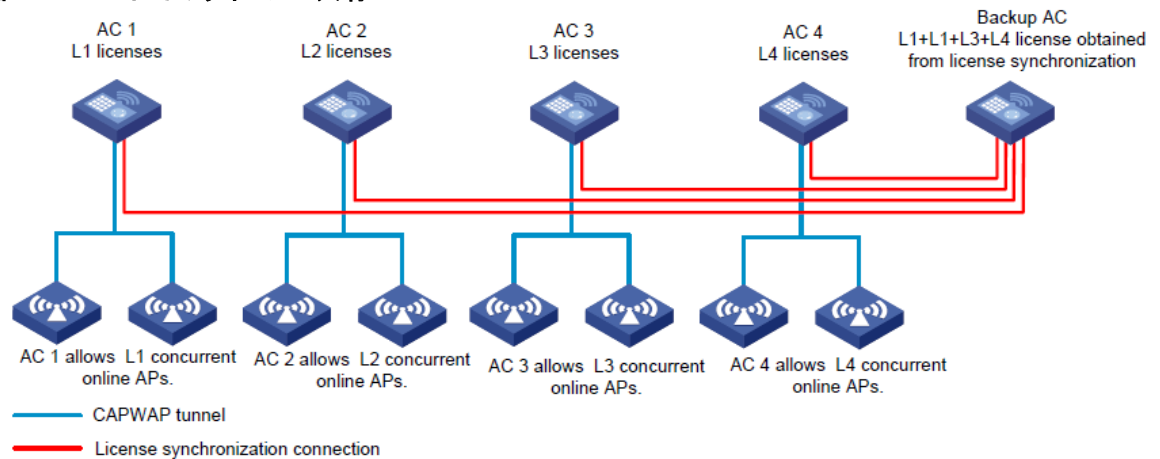 AC 1
L1 licenses
AC 2
L2 licenses
AC 3
L3 licenses
AC 4
L4 licenses
Backup AC
L1+L1+L3+L4 license obtained
from license synchronization
AC 1 allows L1 concurrent
online APs.
AC 2 allows L2 concurrent
online APs.
AC 3 allows L3 concurrent
online APs.
AC 4 allows L4 concurrent
online APs.
CAPWAP tunnel
License synchronization connection